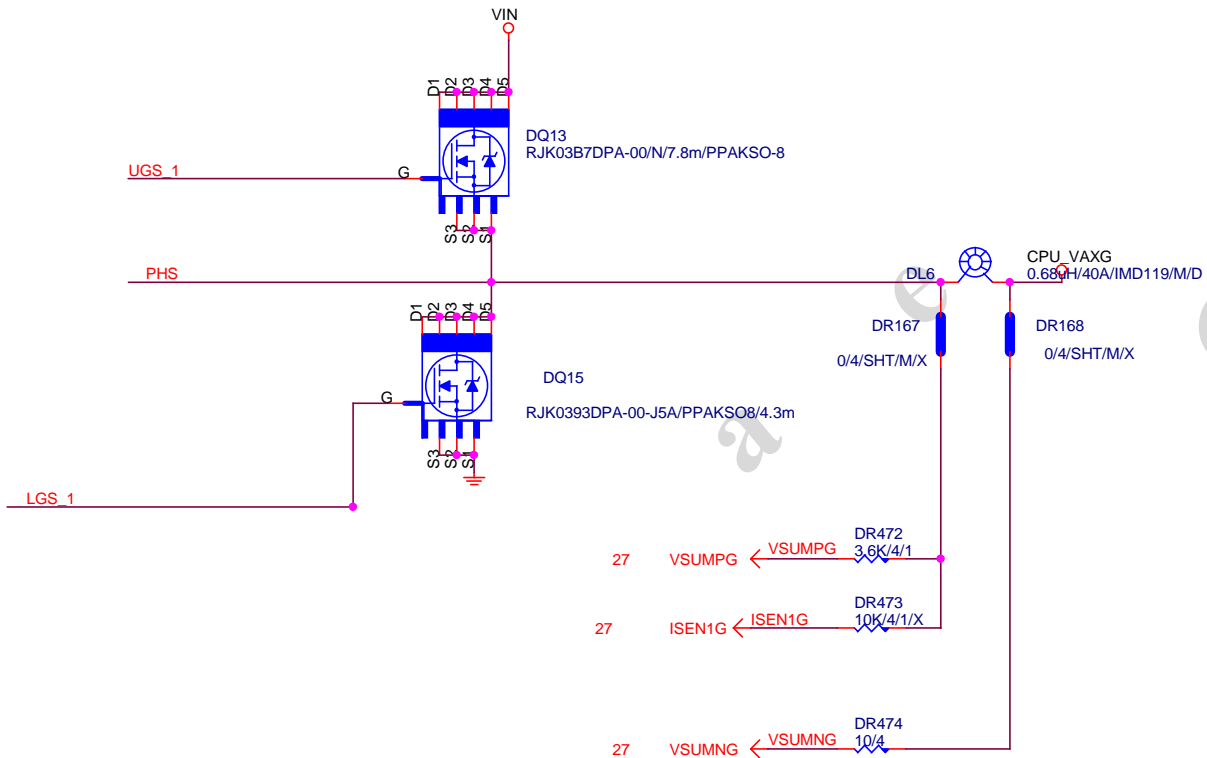 VIN
D1
D2
D3
D4
D5
DQ13
RJK03B7DPA-00/N/7.8m/PPAKSO-8
UGS_1
G
S3
S2
S1
PHS
DL6
CPU_VAXG
0.68uH/40A/IMD119/M/D
D1
D2
D3
D4
D5
DR167
0/4/SHT/M/X
DR168
0/4/SHT/M/X
DQ15
RJK0393DPA-00-J5A/PPAKSO8/4.3m
G
S3
S2
S1
LGS_1
e
a
DR472
27 VSUMPG VSUMPG 3.6K/4/1
DR473
27 ISEN1G ISEN1G 10K/4/1/X
DR474
27 VSUMNG VSUMNG 10/4